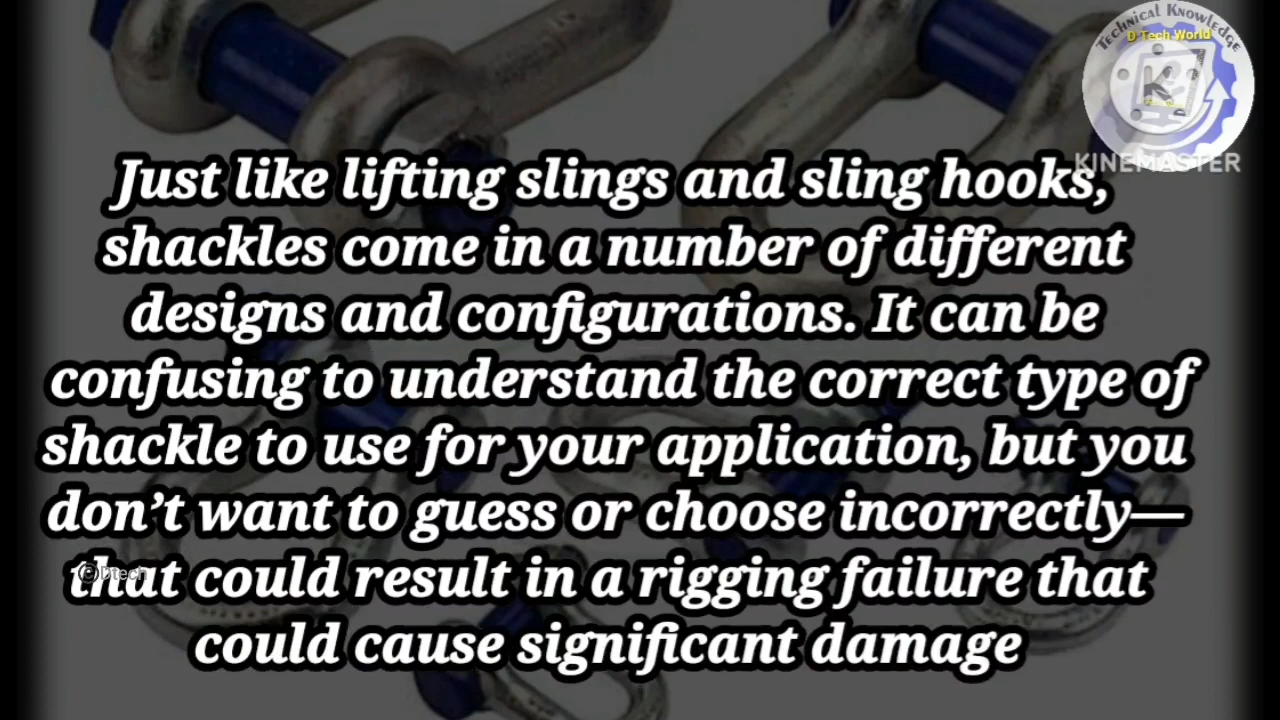 Technical Knowledge
D Tech World
K
KINEMASTER
Just like lifting slings and sling hooks,
shackles come in a number of different
designs and configurations. It can be
confusing to understand the correct type of
shackle to use for your application, but you
don’t want to guess or choose incorrectly—
that could result in a rigging failure that
could cause significant damage
©Dtech